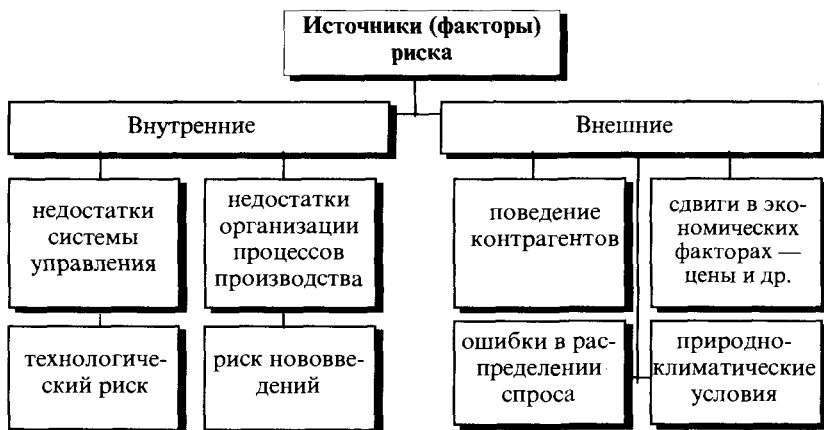 Источники (факторы)
риска
Внутренние
Внешние
недостатки
системы
управления
недостатки
организации
процессов
производства
поведение
контрагентов
сдвиги в эко-
номических
факторах —
цены и др.
технологиче-
ский риск
риск нововве-
дений
ошибки в рас-
пределении
спроса
природно-
климатические
условия